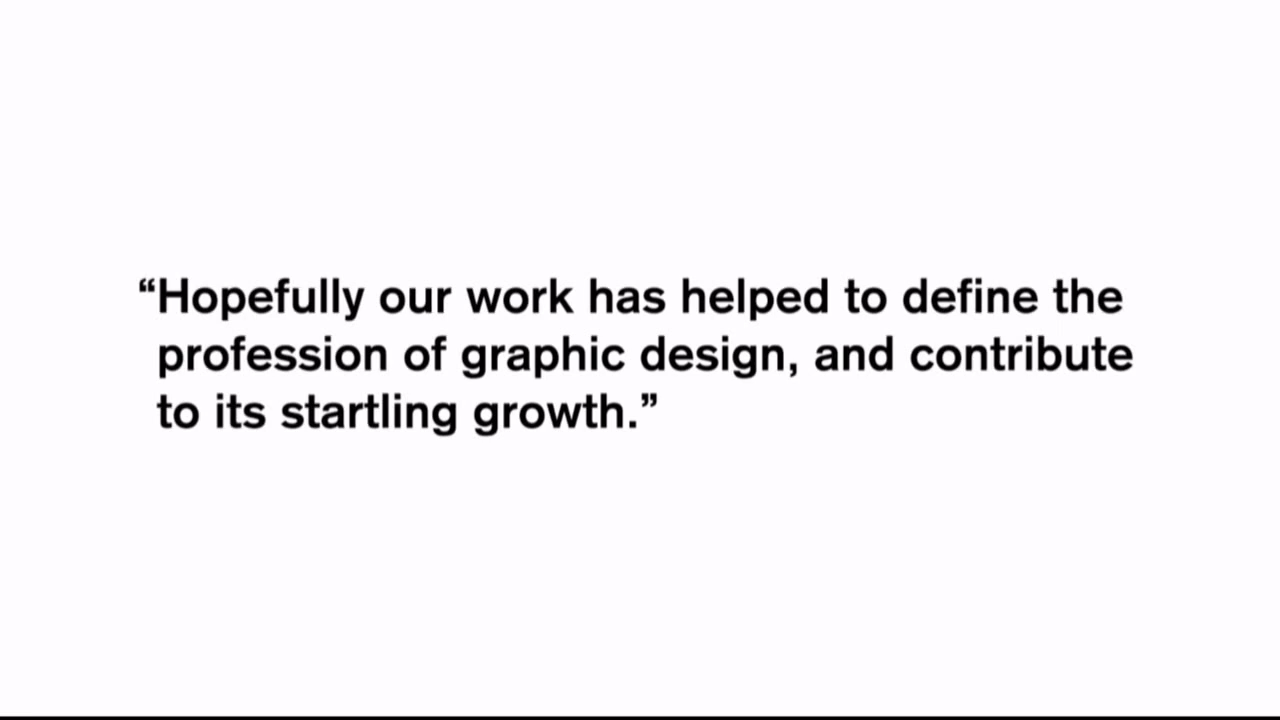 “Hopefully our work has helped to define the
profession of graphic design, and contribute
to its startling growth.”